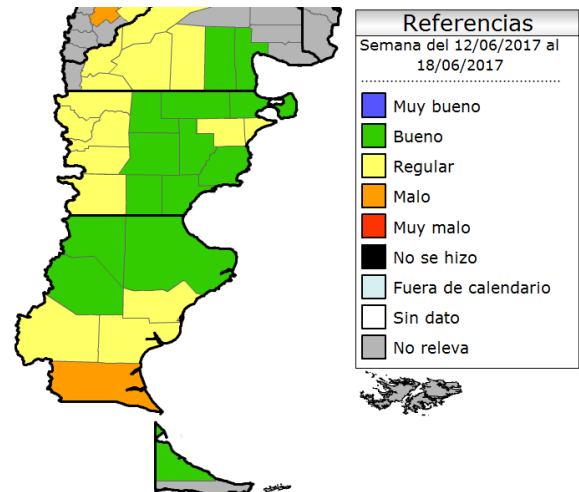 Referencias
Semana del 12/06/2017 al
18/06/2017
Muy bueno
Bueno
Regular
Malo
Muy malo
No se hizo
Fuera de calendario
Sin dato
No releva